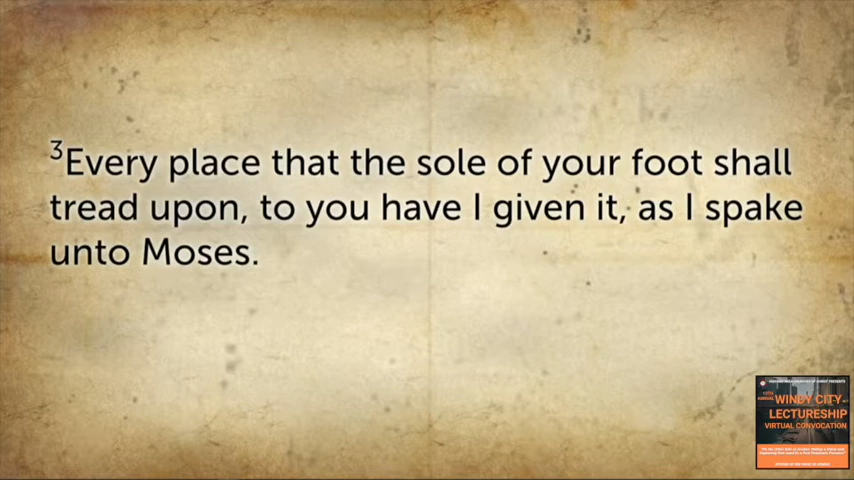 ³Every place that the sole of your foot shall
tread upon, to you have I given it, as I spake
unto Moses.
WINDY CITY
LECTURESHIP
VIRTUAL CONVOCATION